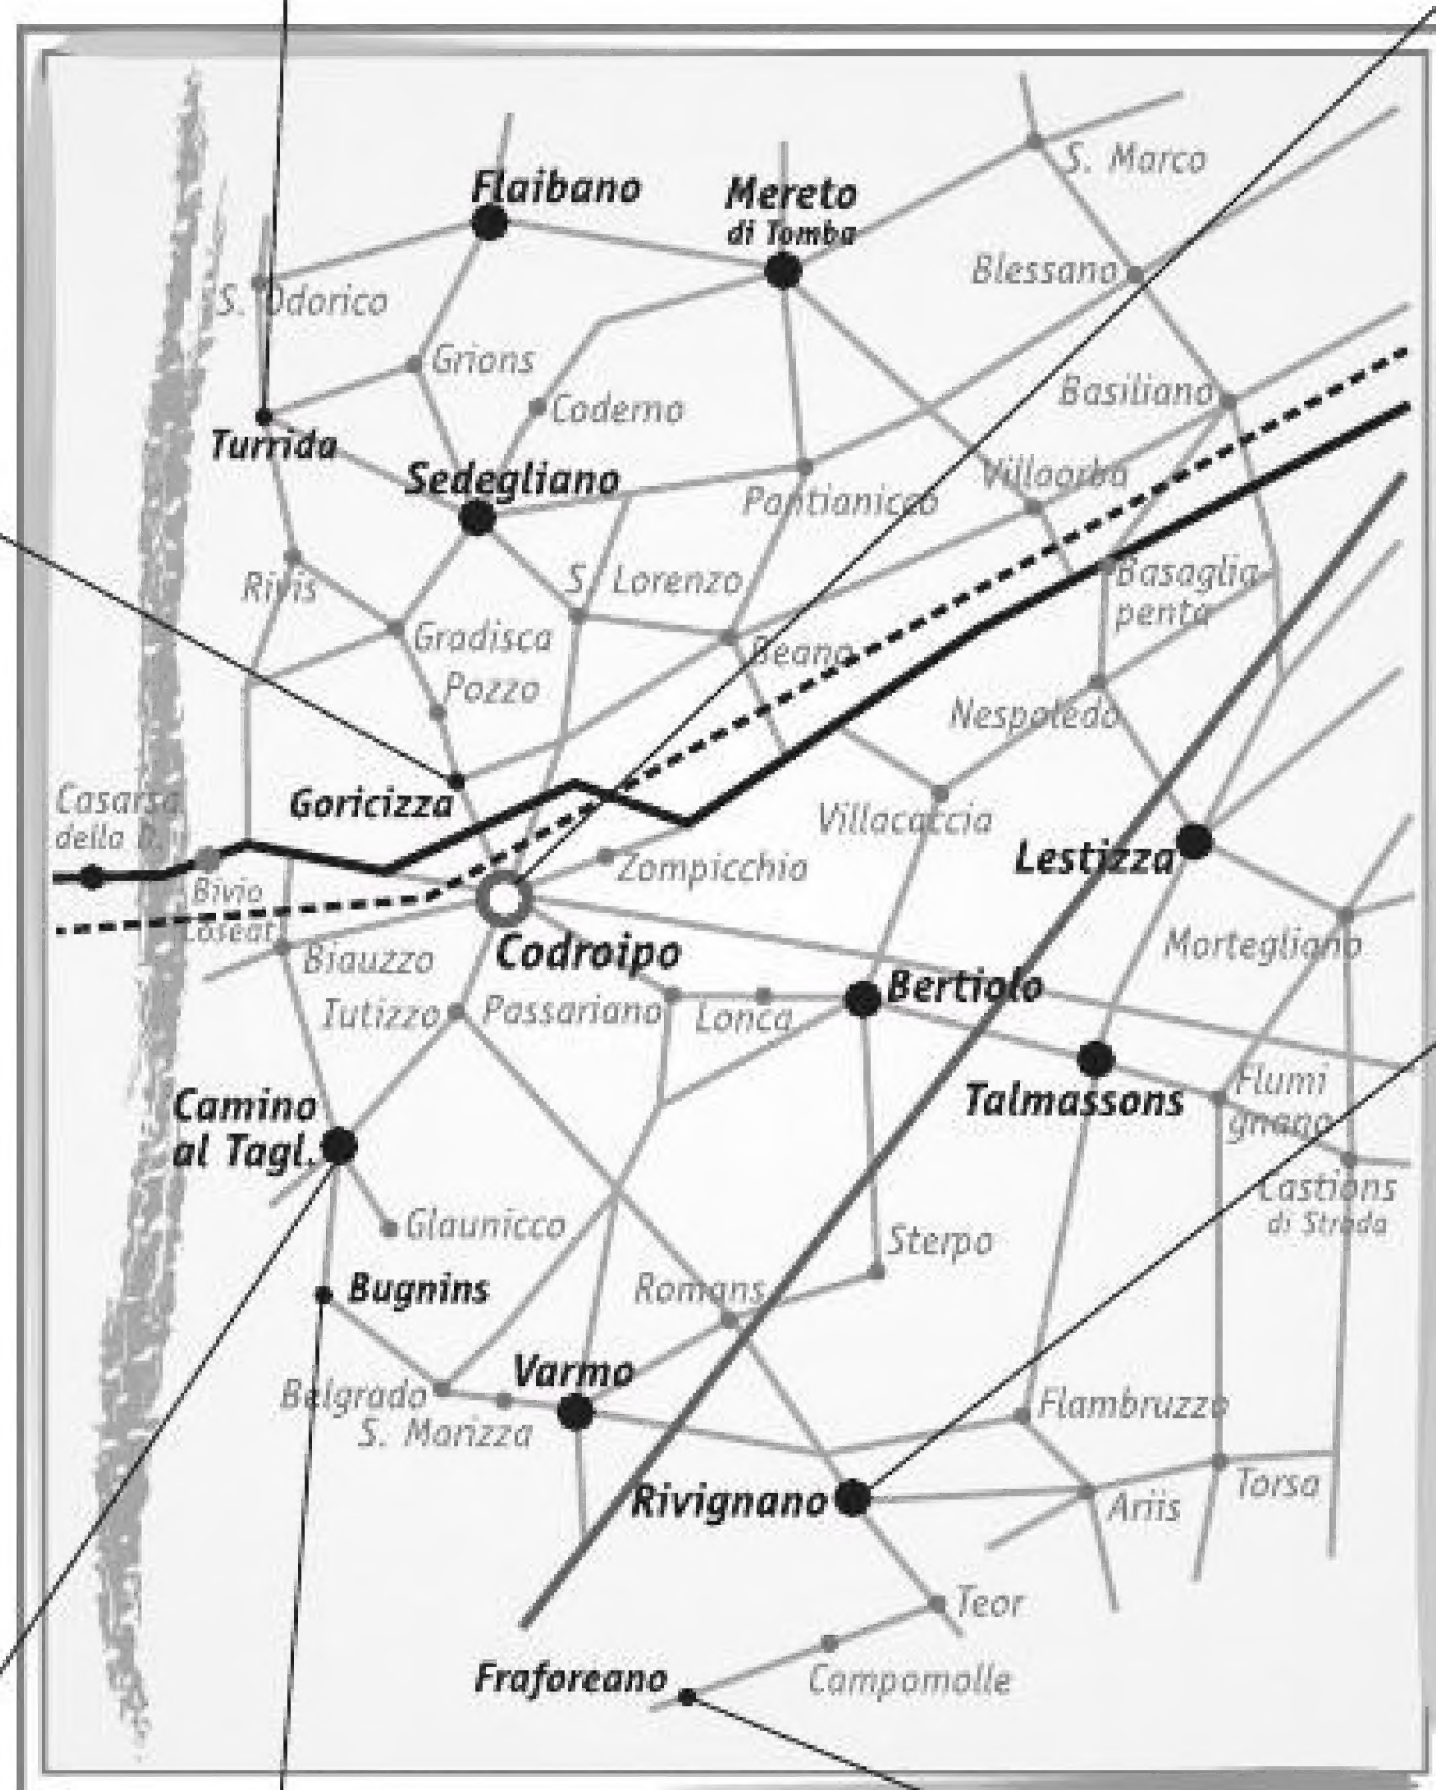 S. Marco
Flaibano
Mereto
di Tomba
Blessano
S. Odorico
Grions
Coderno
Basiliano
Turrida
Sedegliano
Villaorba
Pantianicco
S. Lorenzo
Basaglia
penta
Rivis
Gradisca
Beano
Pozzo
Nespoledo
Goricizza
Casarsa
della D.
Villacaccia
Lestizza
Zompicchia
Bivio
Coseat
Biauzzo
Codroipo
Mortegliano
Iutizzo
Passariano
Lonca
Bertiolo
Flumi
gnano
Talmassons
Camino
al Tagl.
Castions
di Strada
Glaunicco
Sterpo
Bugnins
Romans
Varmo
Belgrado
S. Marizza
Flambruzzo
Rivignano
Torsa
Ariis
Teor
Fraforeano
Campomolle